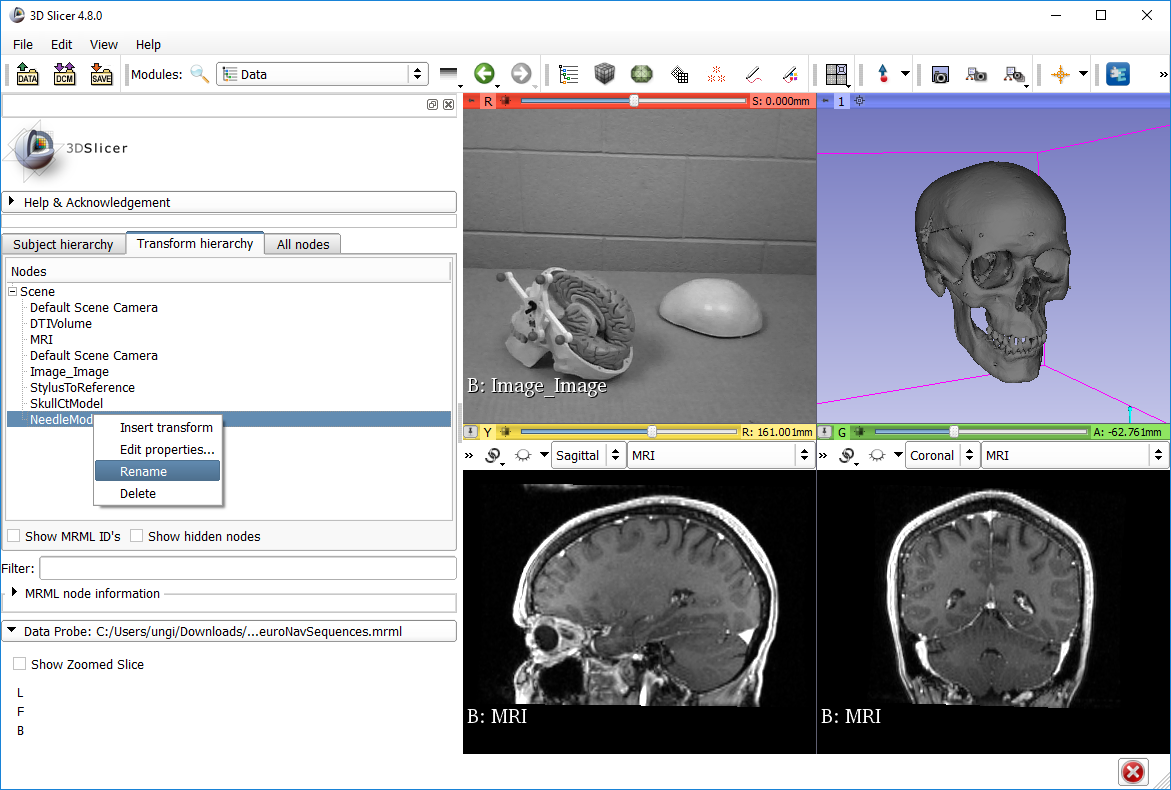 3D Slicer 4.8.0
File Edit View Help
DATA DCM SAVE Modules: Data »
3DSlicer
Help & Acknowledgement
Subject hierarchy Transform hierarchy All nodes
Nodes
Scene
Default Scene Camera
DTIVolume
MRI
Default Scene Camera
Image_Image
StylusToReference
SkullCtModel
NeedleMod
Insert transform
Edit properties...
Rename
Delete
Show MRML ID's Show hidden nodes
Filter:
MRML node information
Data Probe: C:/Users/ungi/Downloads/...euroNavSequences.mrml
Show Zoomed Slice
L
F
B
R S: 0.000mm
B: Image_Image
1
Y R: 161.001mm
» Sagittal MRI
B: MRI
G A: -62.761mm
» Coronal MRI
B: MRI